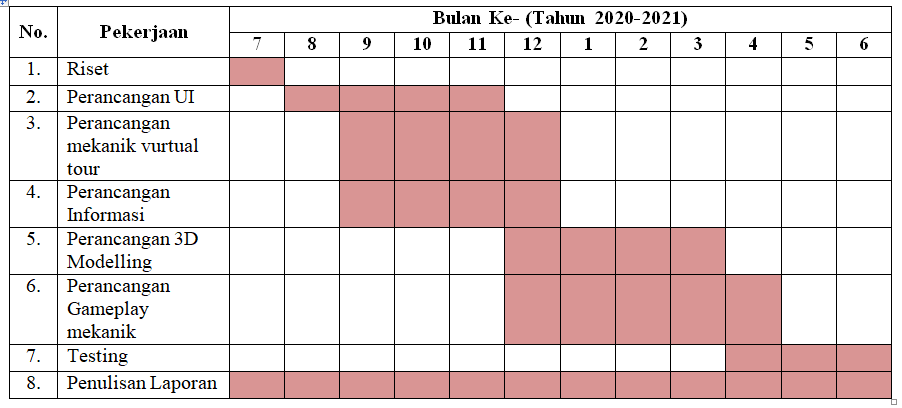 No. Pekerjaan Bulan Ke- (Tahun 2020-2021)
7 8 9 10 11 12 1 2 3 4 5 6
1. Riset
2. Perancangan UI
3. Perancangan
mekanik vurtual
tour
4. Perancangan
Informasi
5. Perancangan 3D
Modelling
6. Perancangan
Gameplay
mekanik
7. Testing
8. Penulisan Laporan